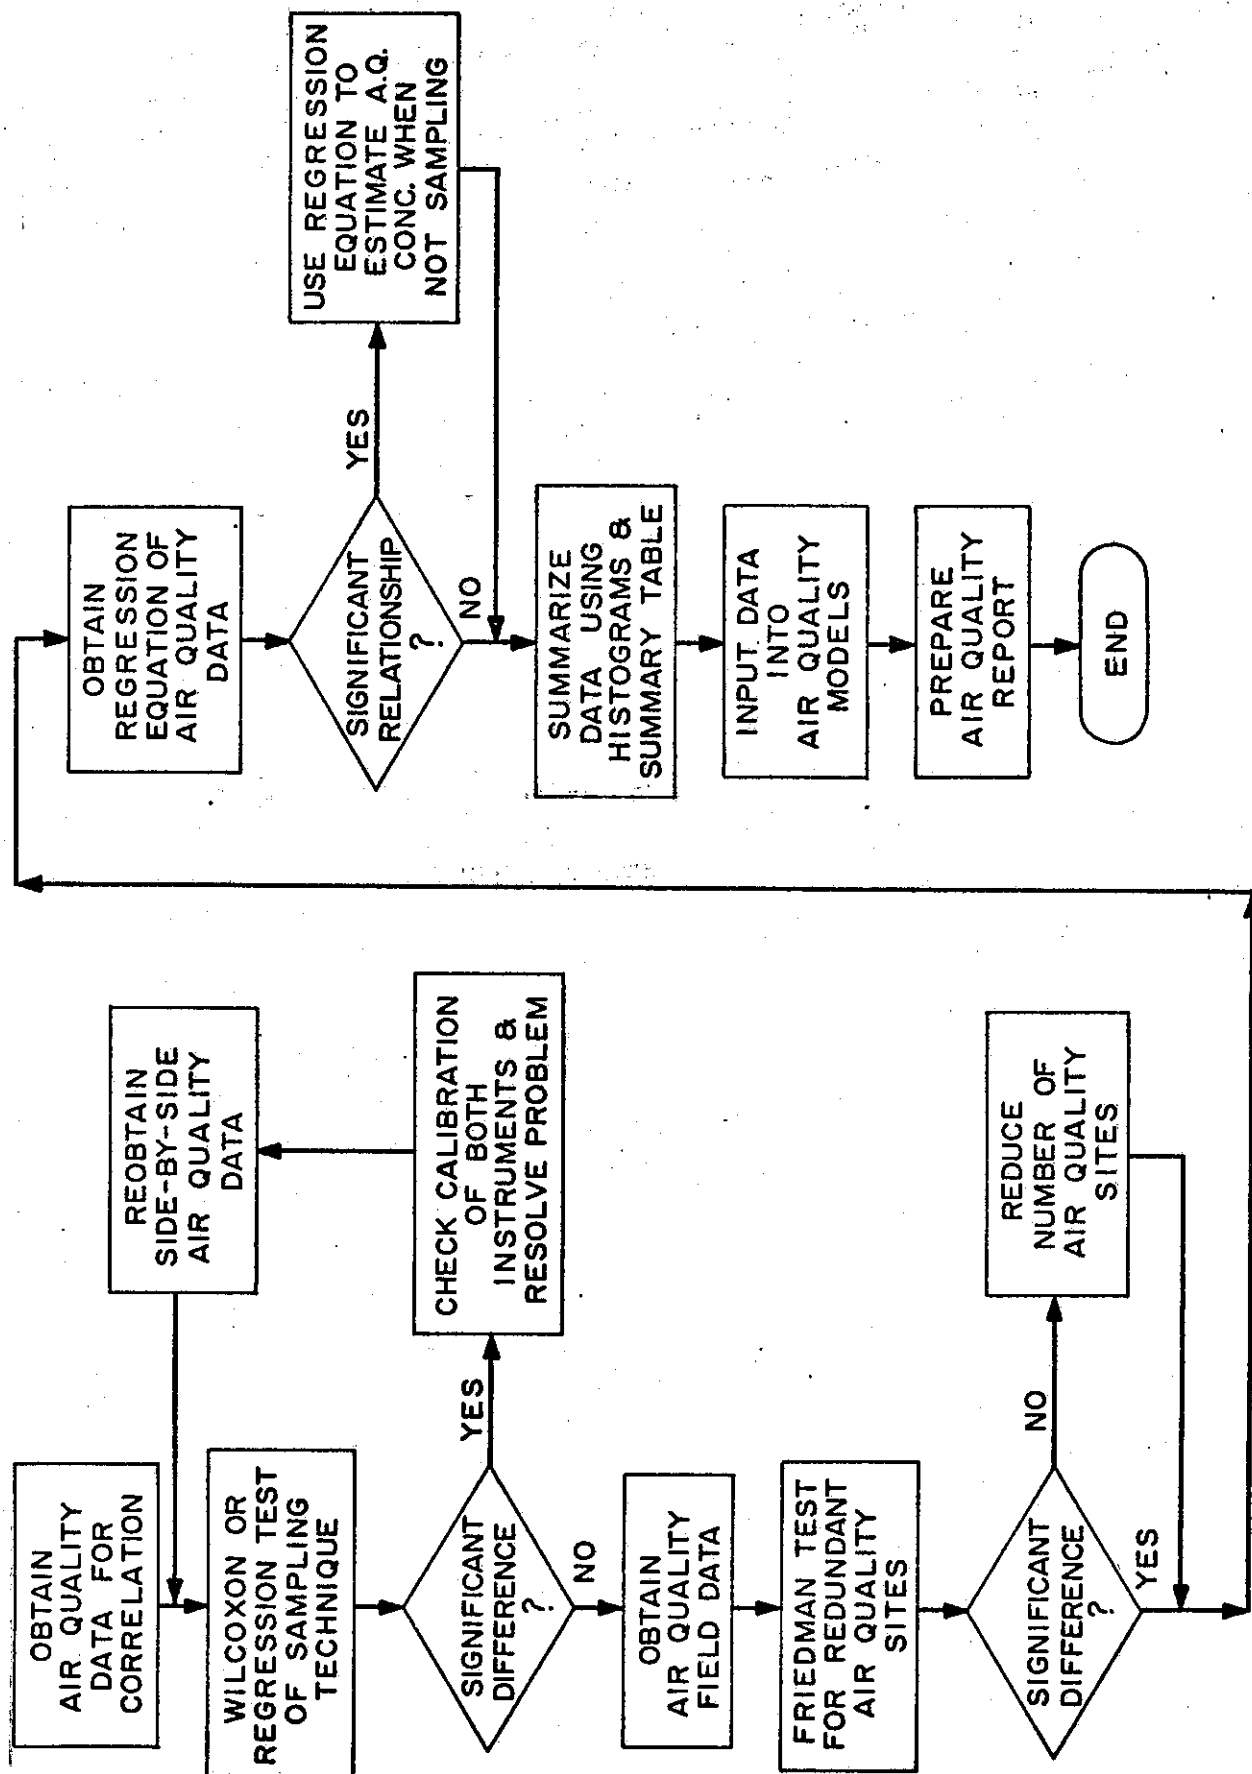 OBTAIN
AIR QUALITY
DATA FOR
CORRELATION
WILCOXON OR
REGRESSION TEST
OF SAMPLING
TECHNIQUE
SIGNIFICANT
DIFFERENCE
?
YES
CHECK CALIBRATION
OF BOTH
INSTRUMENTS &
RESOLVE PROBLEM
REOBTAIN
SIDE-BY-SIDE
AIR QUALITY
DATA
NO
OBTAIN
AIR QUALITY
FIELD DATA
FRIEDMAN TEST
FOR REDUNDANT
AIR QUALITY
SITES
SIGNIFICANT
DIFFERENCE
?
NO
REDUCE
NUMBER OF
AIR QUALITY
SITES
YES
OBTAIN
REGRESSION
EQUATION OF
AIR QUALITY
DATA
SIGNIFICANT
RELATIONSHIP
?
YES
USE REGRESSION
EQUATION TO
ESTIMATE A.Q.
CONC. WHEN
NOT SAMPLING
NO
SUMMARIZE
DATA USING
HISTOGRAMS &
SUMMARY TABLE
INPUT DATA
INTO
AIR QUALITY
MODELS
PREPARE
AIR QUALITY
REPORT
END